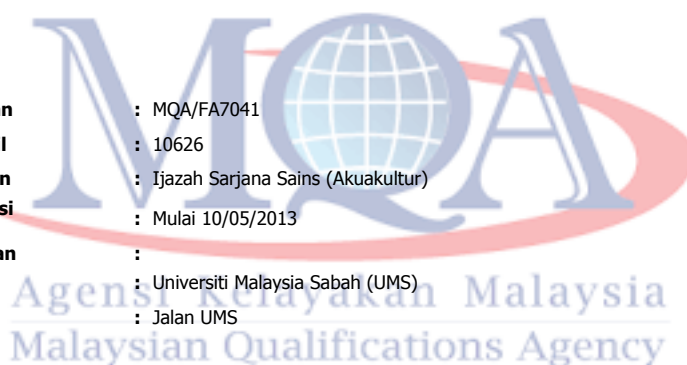 MQA
an : MQA/FA7041
l : 10626
n : Ijazah Sarjana Sains (Akuakultur)
si : Mulai 10/05/2013
an :
: Universiti Malaysia Sabah (UMS)
Agensi Kelayakan Malaysia
: Jalan UMS
Malaysian Qualifications Agency